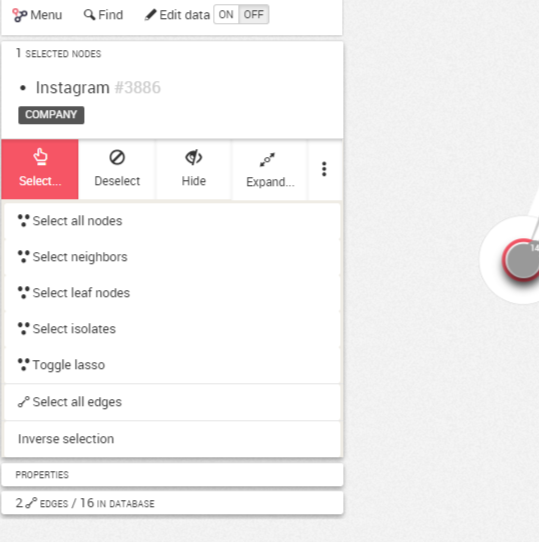 Menu Find Edit data ON OFF
1 SELECTED NODES
• Instagram #3886
COMPANY
Select... Deselect Hide Expand...
Select all nodes
Select neighbors
Select leaf nodes
Select isolates
Toggle lasso
Select all edges
Inverse selection
PROPERTIES
2 EDGES / 16 IN DATABASE
14